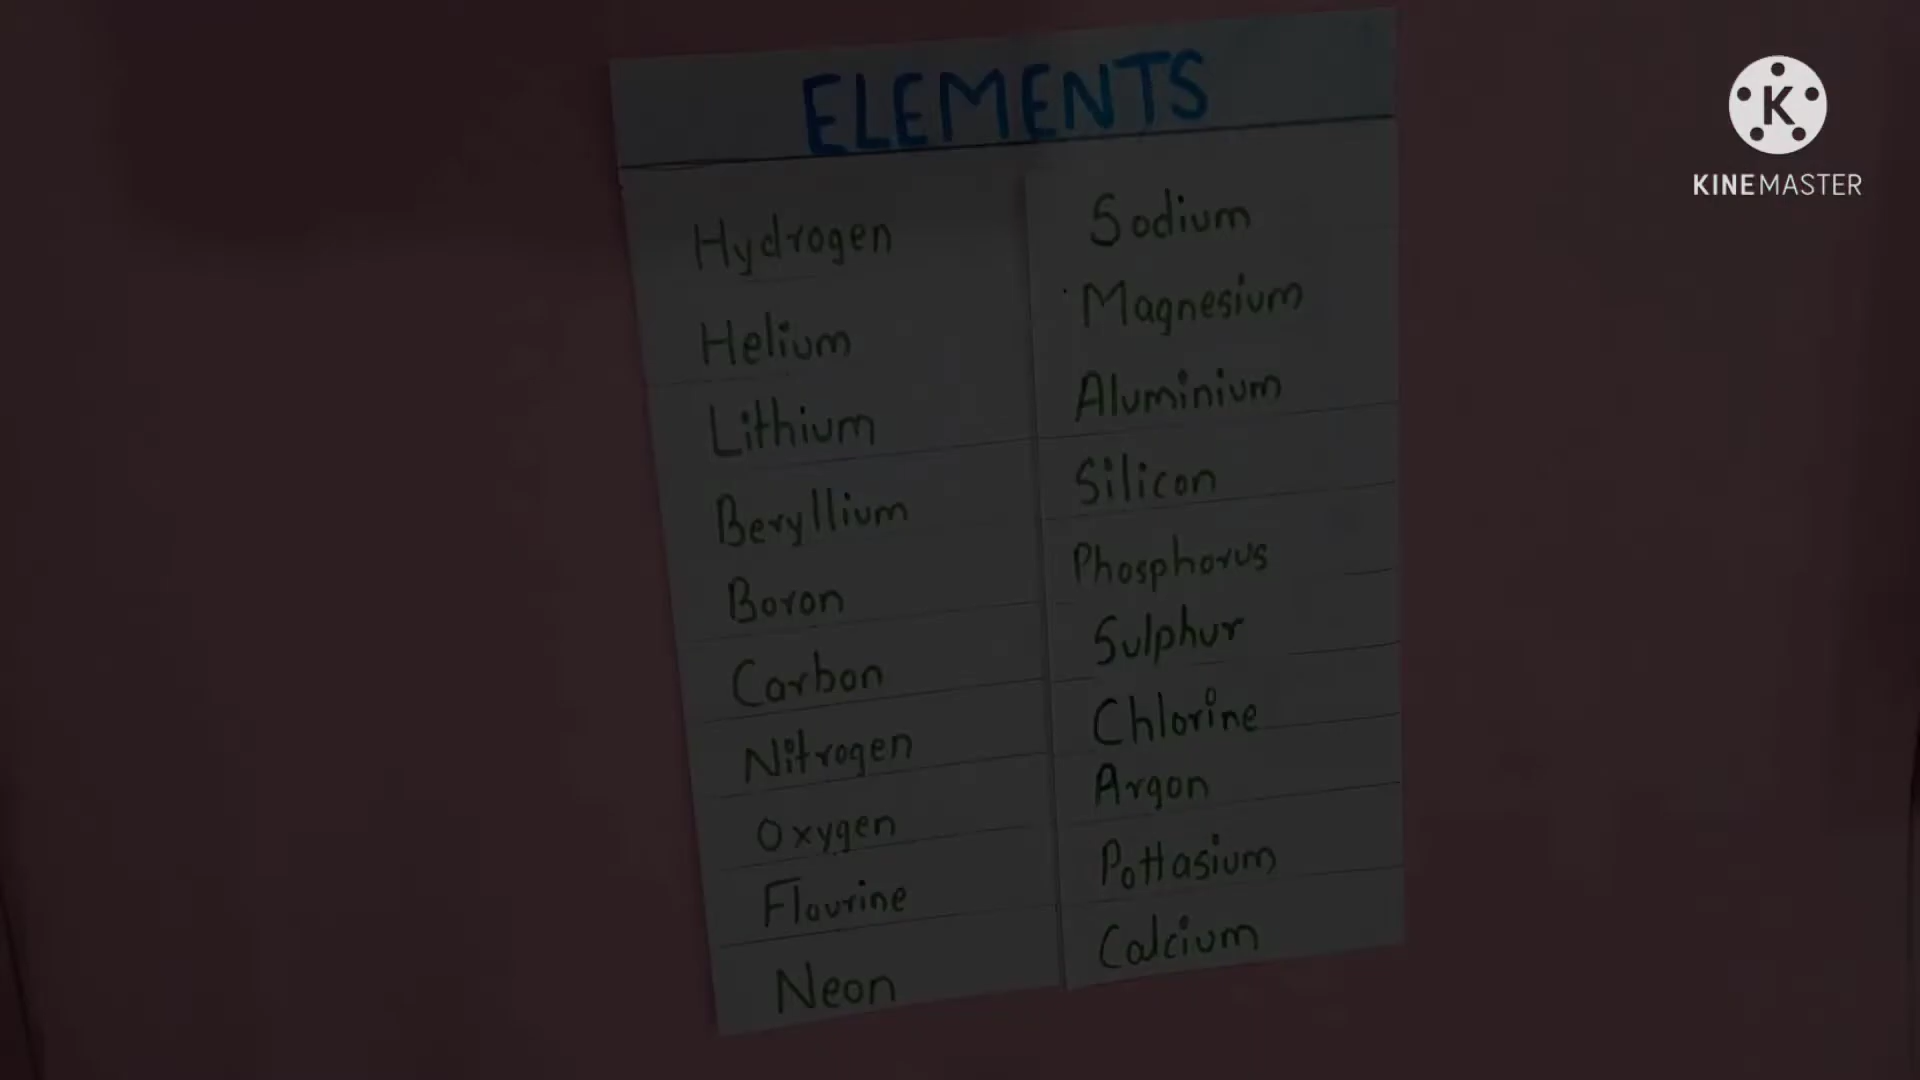 ELEMENTS
Hydrogen
Helium
Lithium
Beryllium
Boron
Carbon
Nitrogen
Oxygen
Flourine
Neon
Sodium
Magnesium
Aluminium
Silicon
Phosphorus
Sulphur
Chlorine
Argon
Pottasium
Calcium
K
KINEMASTER